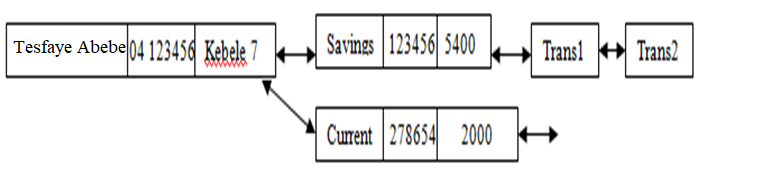 Tesfaye Abebe 04 123456 Kebele 7 Savings 123456 5400 Trans1 Trans2
Current 278654 2000